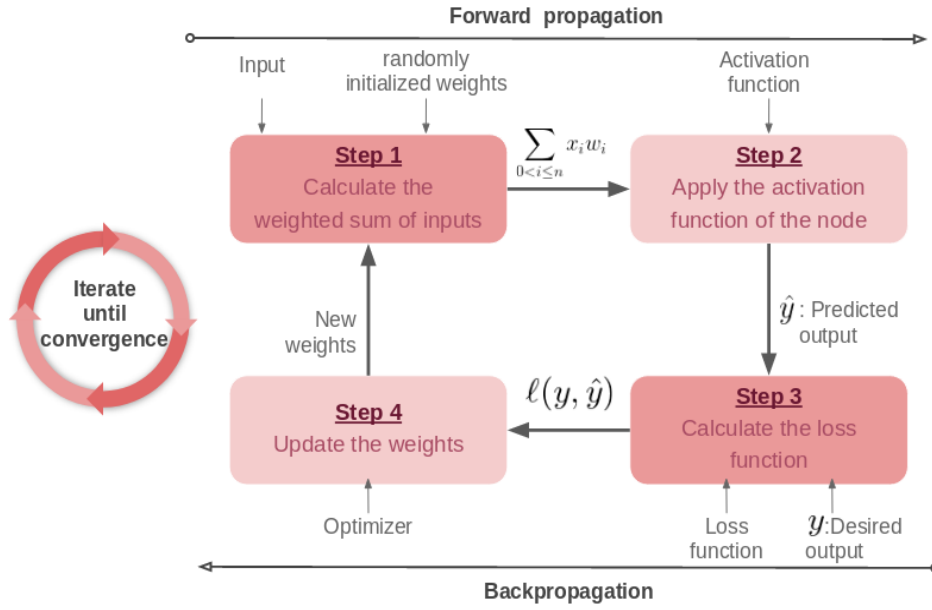 Forward propagation
Input
randomly
initialized weights
Activation
function
Step 1
Calculate the
weighted sum of inputs
∑ x_i w_i
0<i≤n
Step 2
Apply the activation
function of the node
Iterate
until
convergence
New
weights
ŷ : Predicted
output
Step 4
Update the weights
ℓ(y, ŷ)
Step 3
Calculate the loss
function
Optimizer
Loss
function
y:Desired
output
Backpropagation